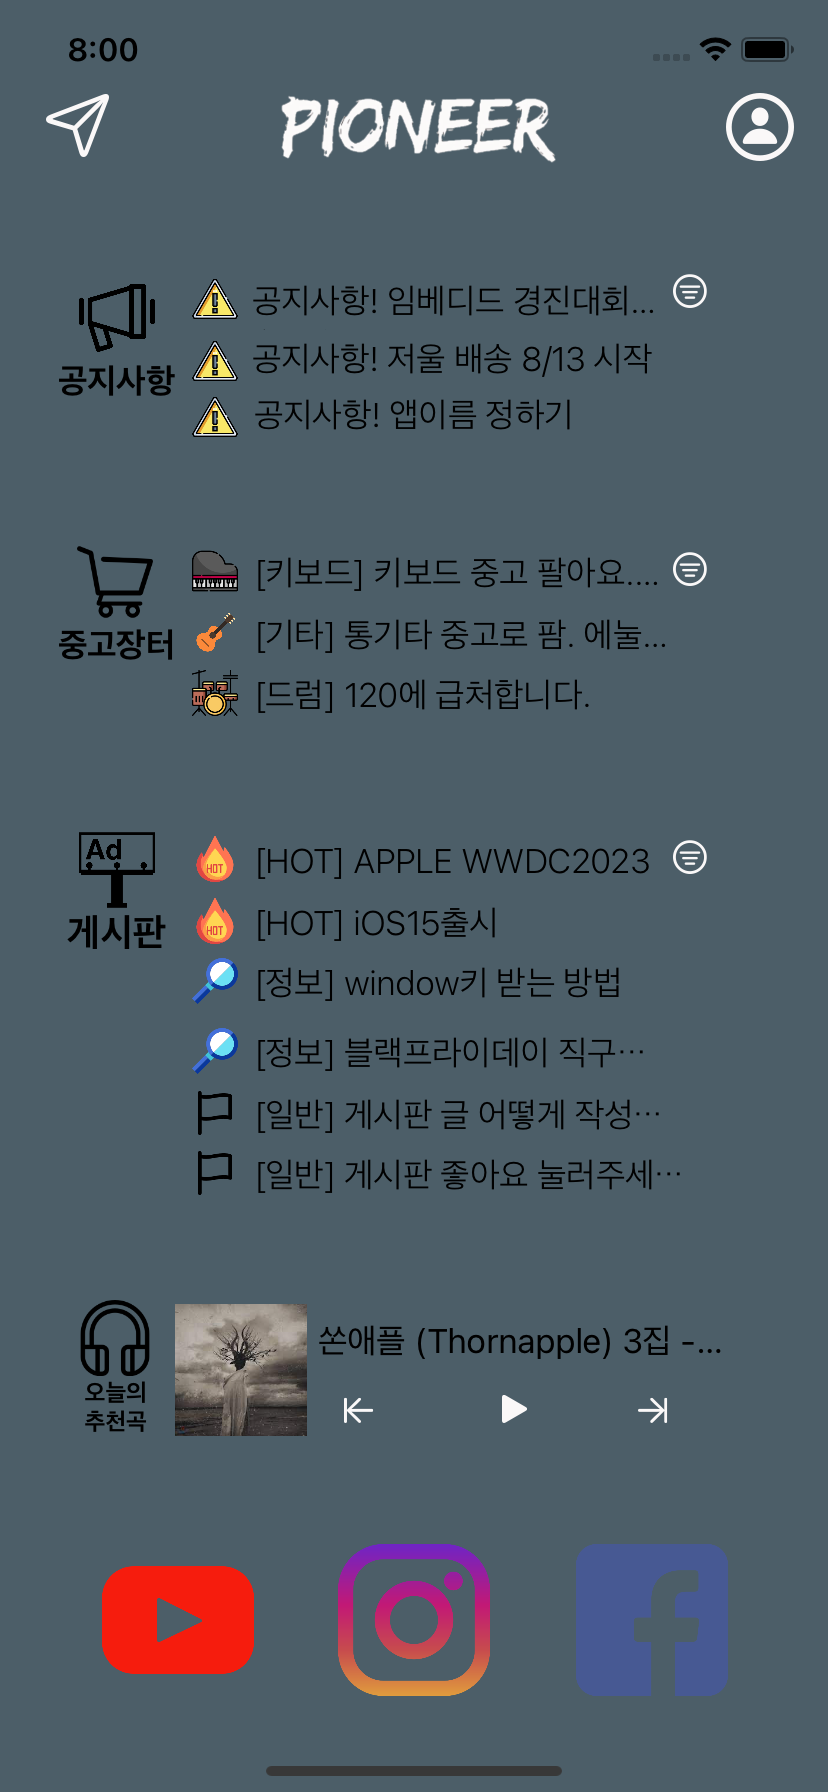 8:00
PIONEER
공지사항! 임베디드 경진대회...
공지사항! 저울 배송 8/13 시작
공지사항! 앱이름 정하기
공지사항
[키보드] 키보드 중고 팔아요....
[기타] 통기타 중고로 팜. 에눌...
[드럼] 120에 급처합니다.
중고장터
Ad
HOT [HOT] APPLE WWDC2023
HOT [HOT] iOS15출시
게시판
[정보] window키 받는 방법
[정보] 블랙프라이데이 직구⋯
[일반] 게시판 글 어떻게 작성⋯
[일반] 게시판 좋아요 눌러주세⋯
쏜애플 (Thornapple) 3집 -...
오늘의
추천곡